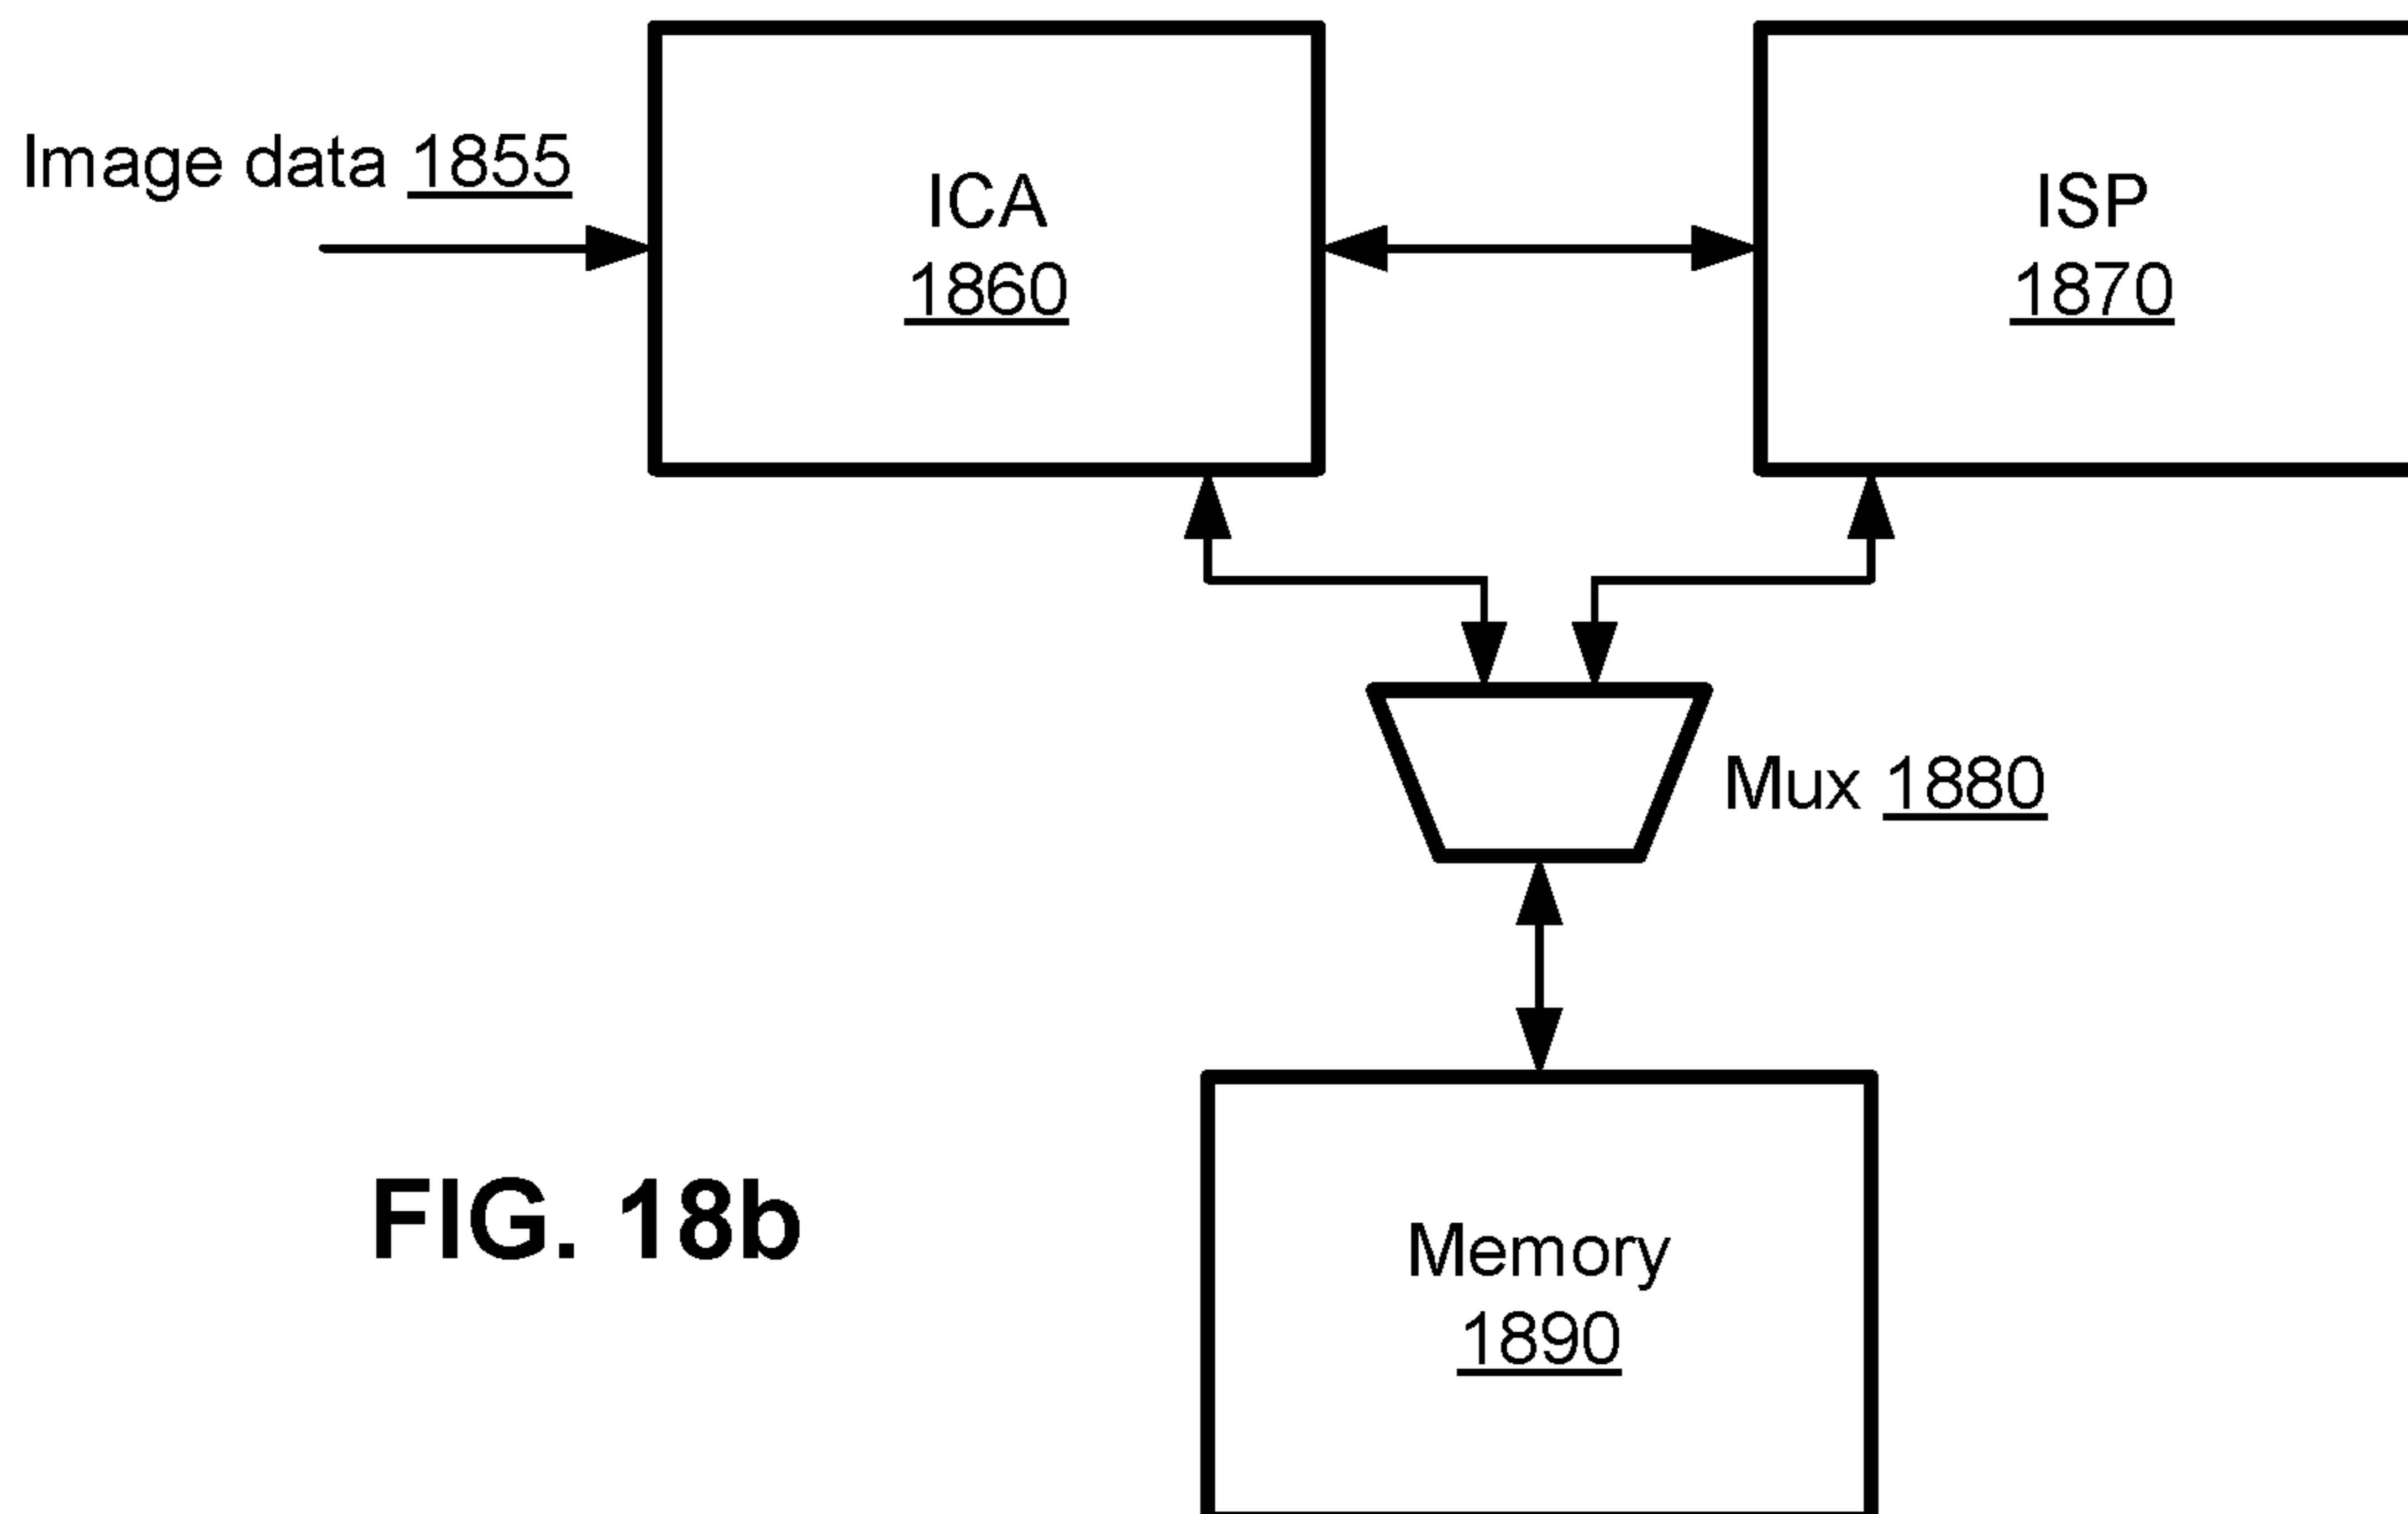 Image data 1855
ICA
1860
ISP
1870
Mux 1880
Memory
1890
FIG. 18b